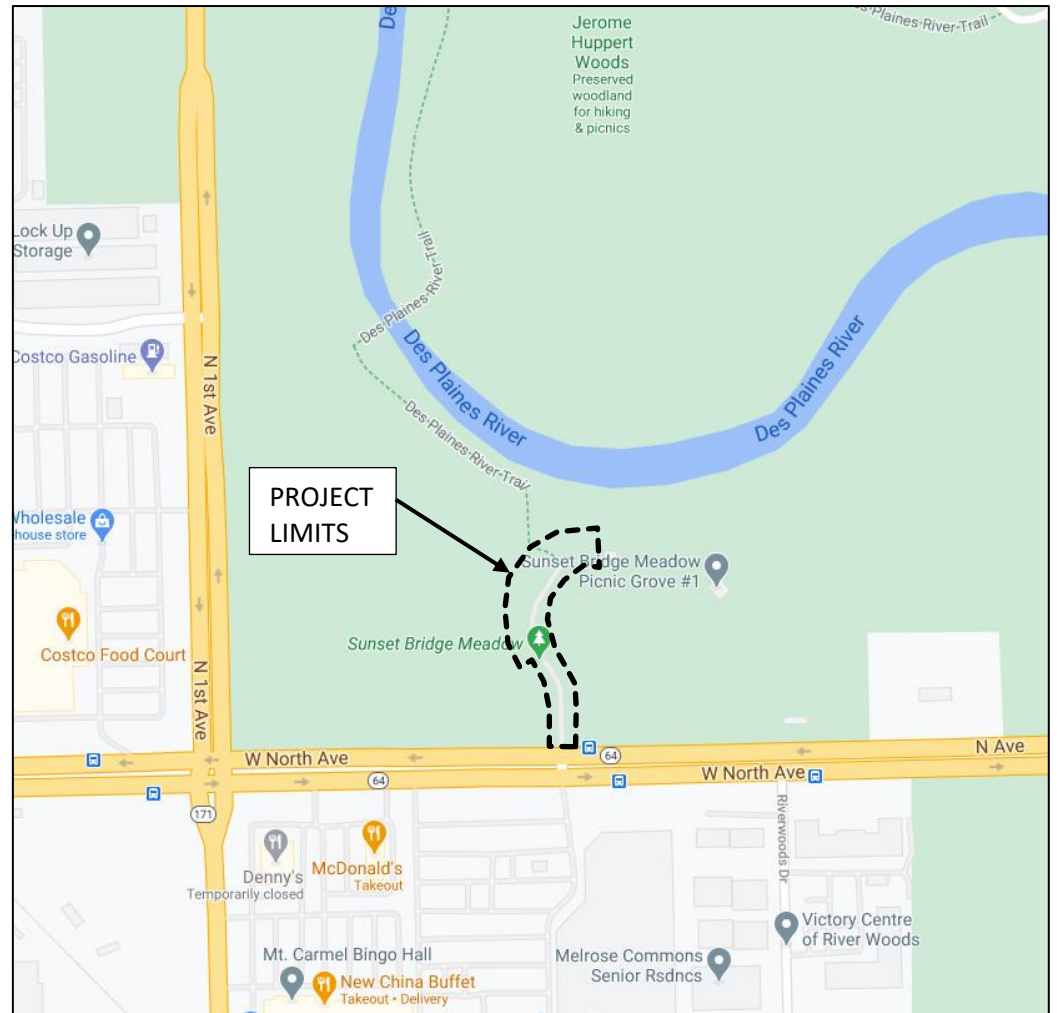 De
Jerome
Huppert
Woods
Preserved
woodland
for hiking
& picnics
es-Plaines-River-Trail
Lock Up
Storage
Des Plaines-River-Trail
Costco Gasoline
N 1st Ave
Des Plaines River
Des Plaines River
Des-Plaines-River-Trail
PROJECT
LIMITS
Wholesale
house store
Sunset Bridge Meadow
Picnic Grove #1
Sunset Bridge Meadow
Costco Food Court
N 1st Ave
W North Ave
64
N Ave
64
W North Ave
171
Riverwoods Dr
Denny's
Temporarily closed
McDonald's
Takeout
Victory Centre
of River Woods
Mt. Carmel Bingo Hall
Melrose Commons
Senior Rsdncs
New China Buffet
Takeout • Delivery